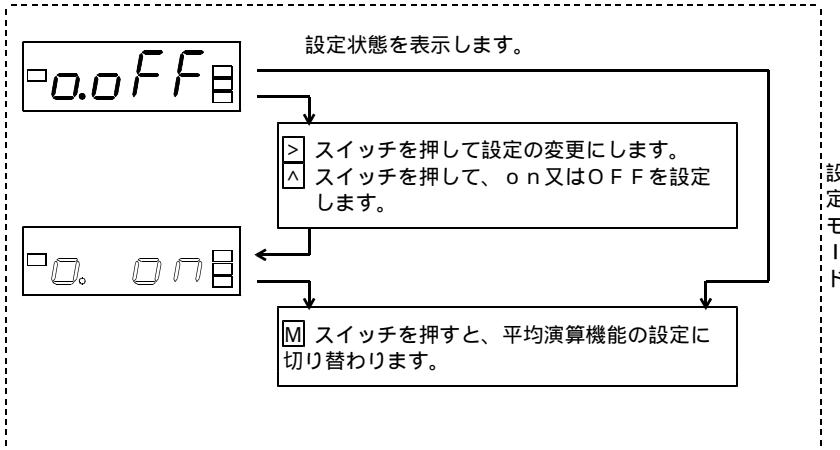 設定状態を表示します。
o.oFF
> スイッチを押して設定の変更にします。
^ スイッチを押して、on又はOFFを設定
します。
o. on
M スイッチを押すと、平均演算機能の設定に
切り替わります。
設定モード